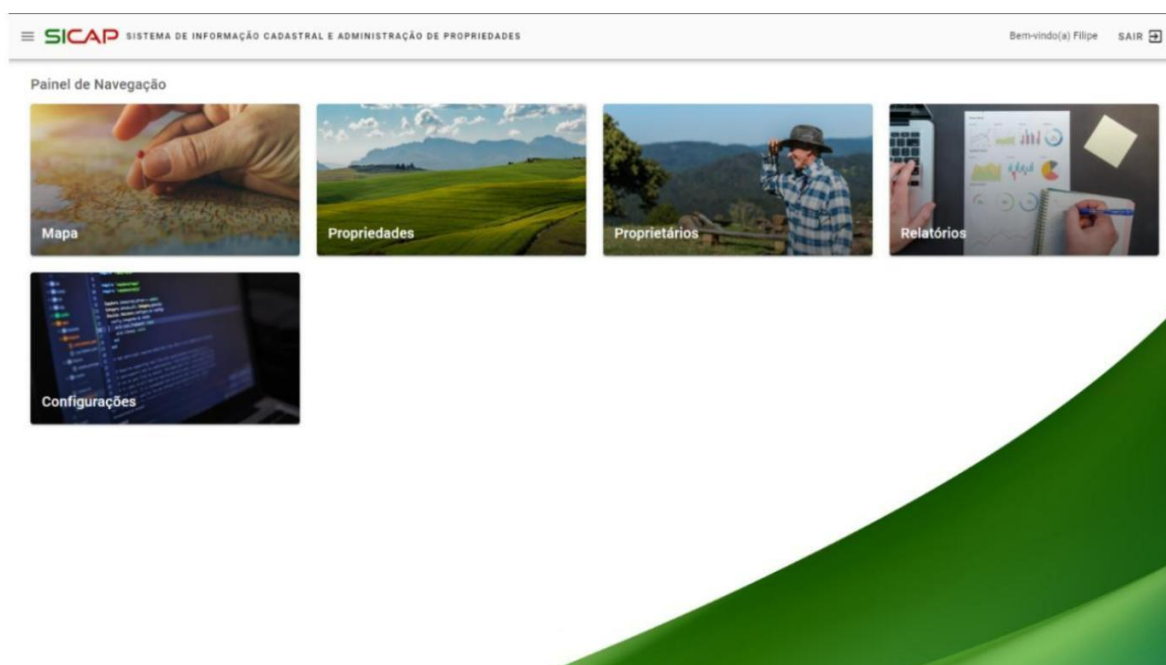 SICAP SISTEMA DE INFORMAÇÃO CADASTRAL E ADMINISTRAÇÃO DE PROPRIEDADES Bem-vindo(a) Filipe SAIR
Painel de Navegação
Mapa Propriedades Proprietários Relatórios
Configurações